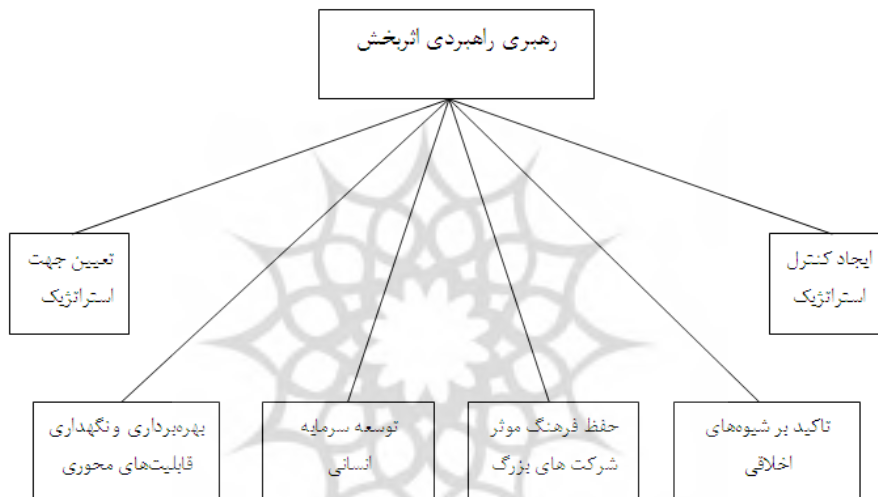 رهبری راهبردی اثربخش
ایجاد کنترل
استراتژیک
تعیین جهت
استراتژیک
تاکید بر شیوه‌های
اخلاقی
حفظ فرهنگ موثر
شرکت های بزرگ
توسعه سرمایه
انسانی
بهره‌برداری و نگهداری
قابلیت‌های محوری